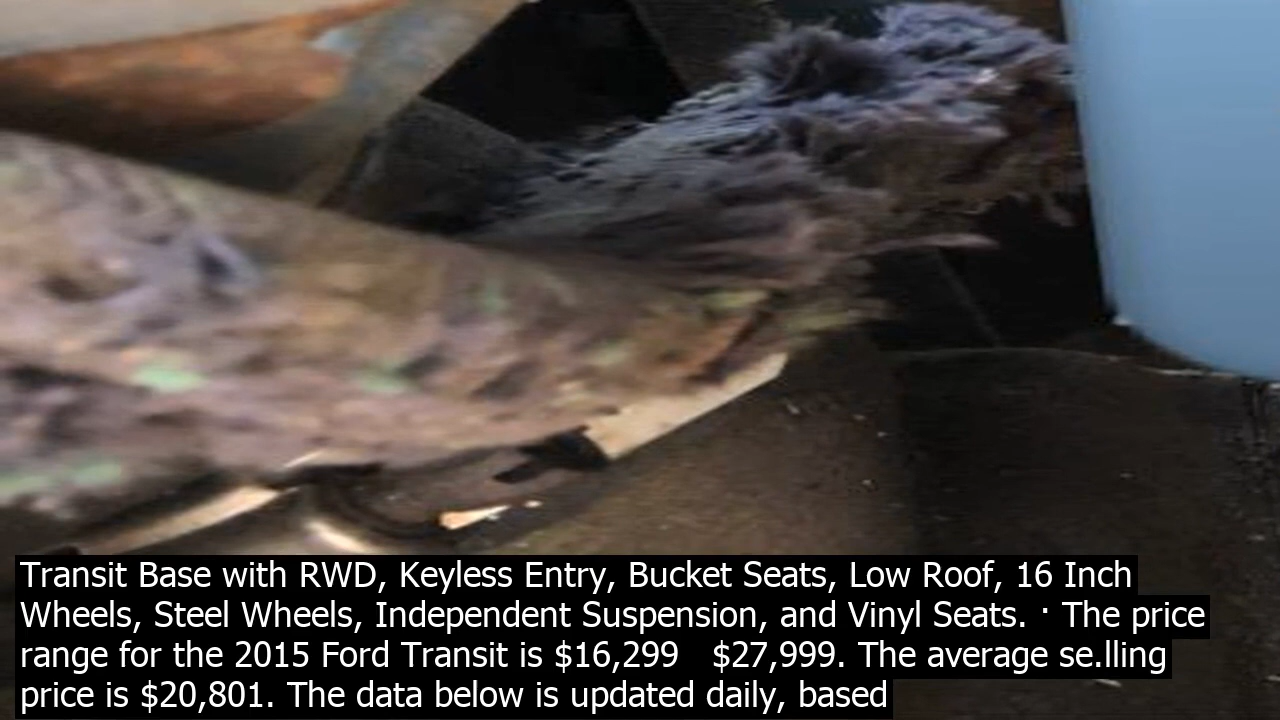 Transit Base with RWD, Keyless Entry, Bucket Seats, Low Roof, 16 Inch
Wheels, Steel Wheels, Independent Suspension, and Vinyl Seats. · The price
range for the 2015 Ford Transit is $16,299   $27,999. The average se.lling
price is $20,801. The data below is updated daily, based